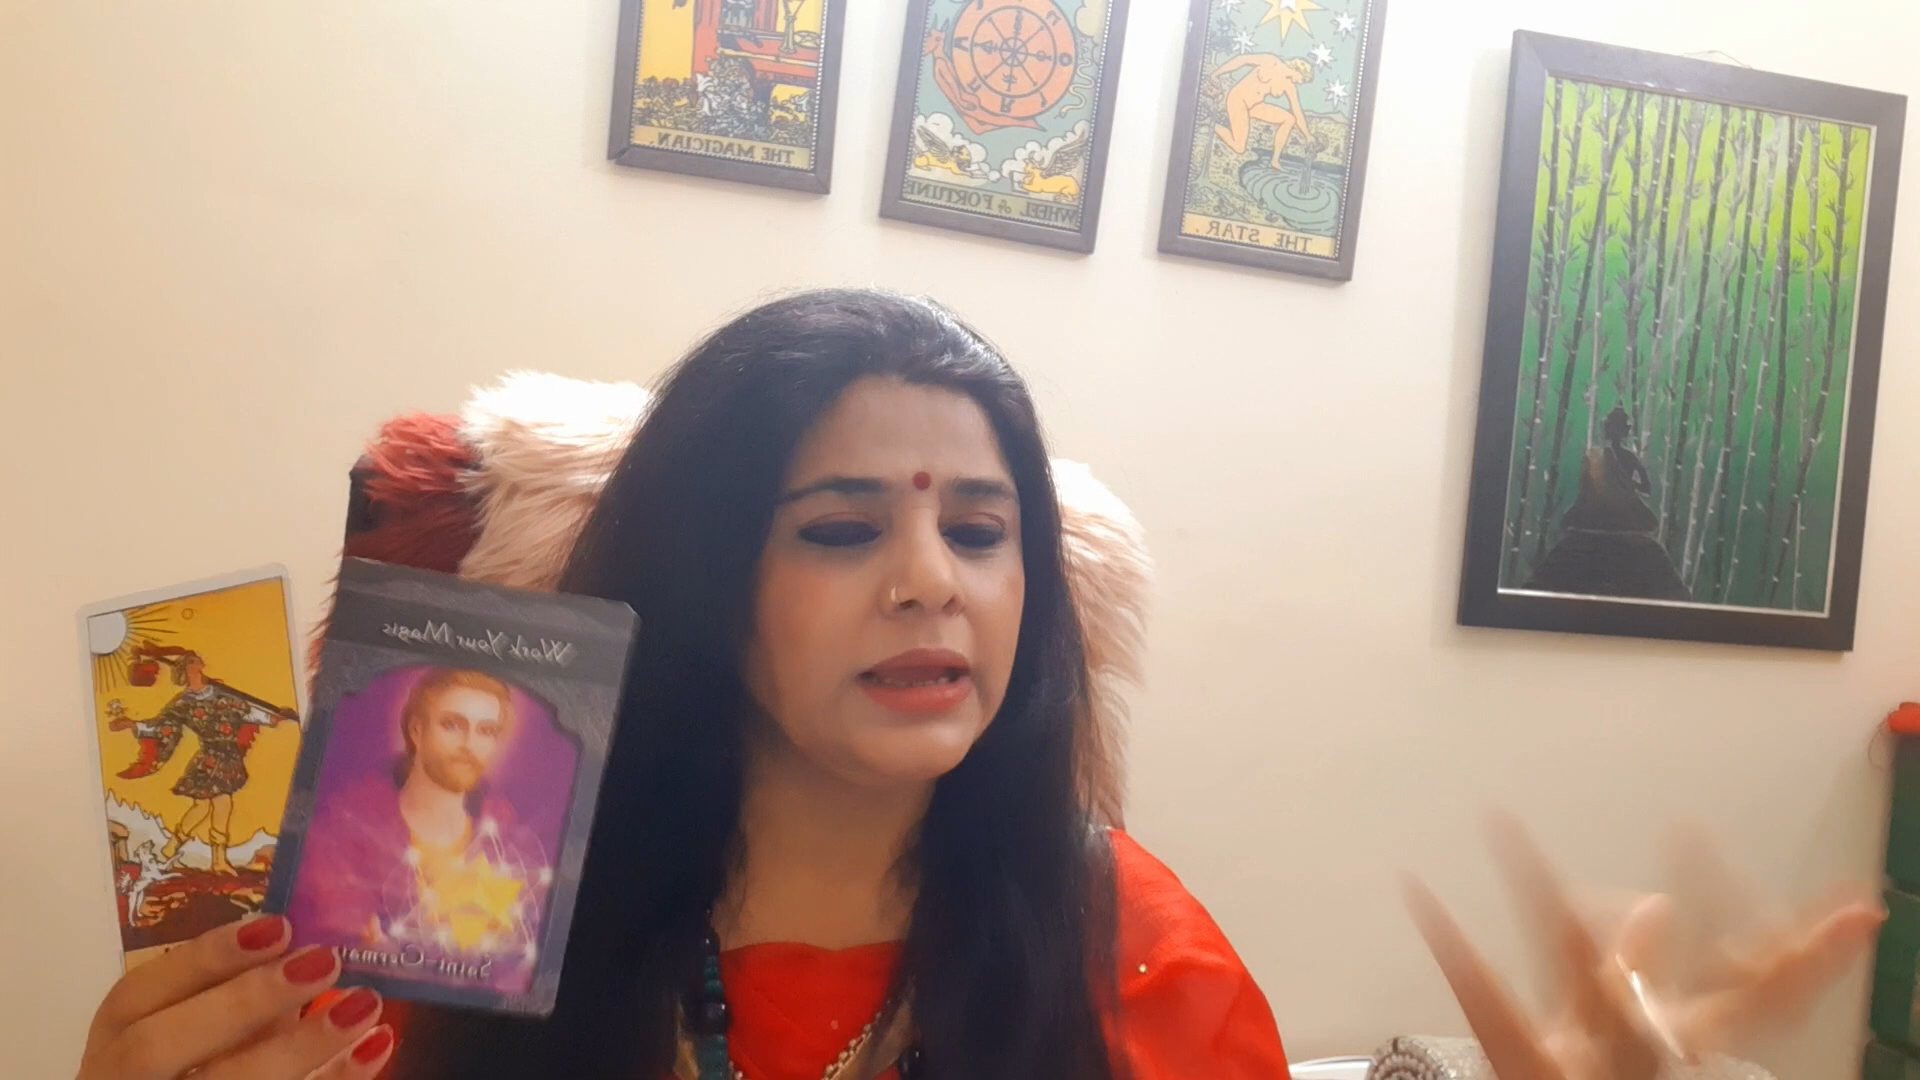 THE MAGICIAN.
WHEEL of FORTUNE
THE STAR.
Work Your Magic
Saint-Germain